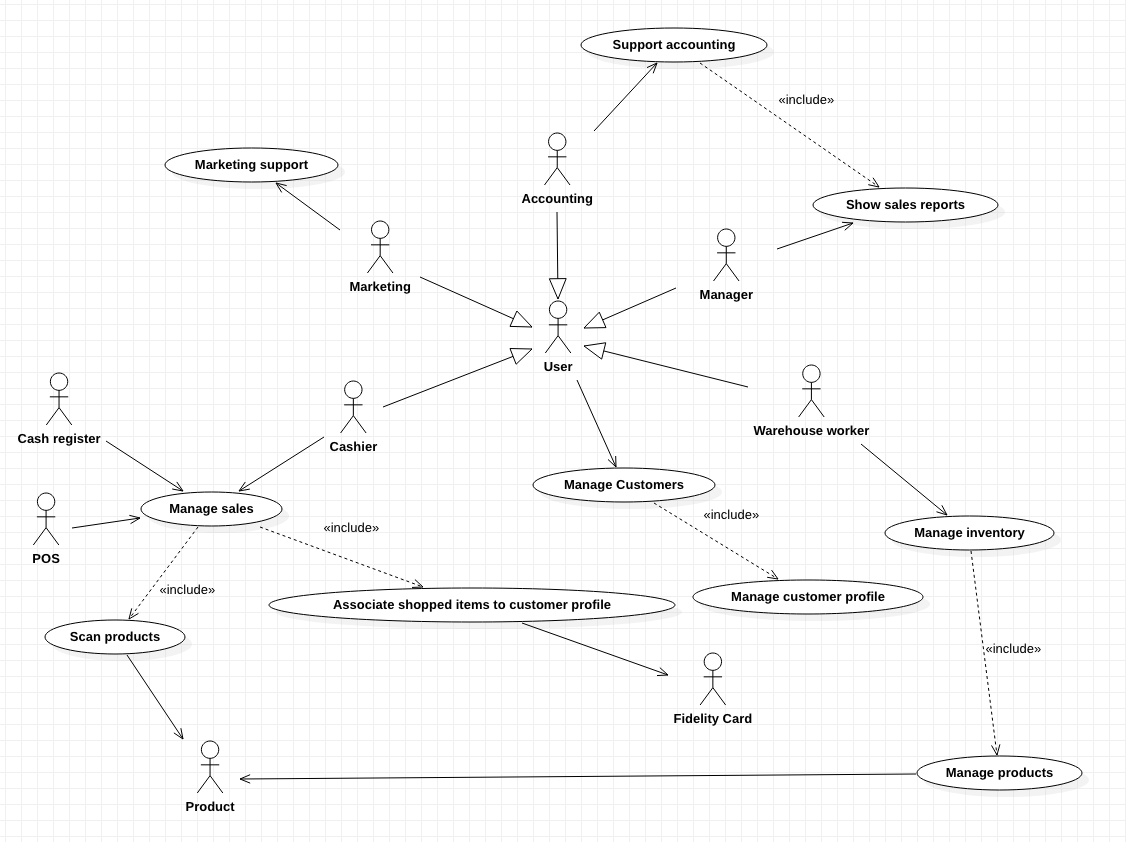 Support accounting
«include»
Marketing support
Accounting
Show sales reports
Marketing
Manager
User
Cash register
Cashier
Warehouse worker
Manage Customers
Manage sales
«include»
«include»
Manage inventory
POS
«include»
Manage customer profile
Associate shopped items to customer profile
Scan products
«include»
Fidelity Card
Manage products
Product